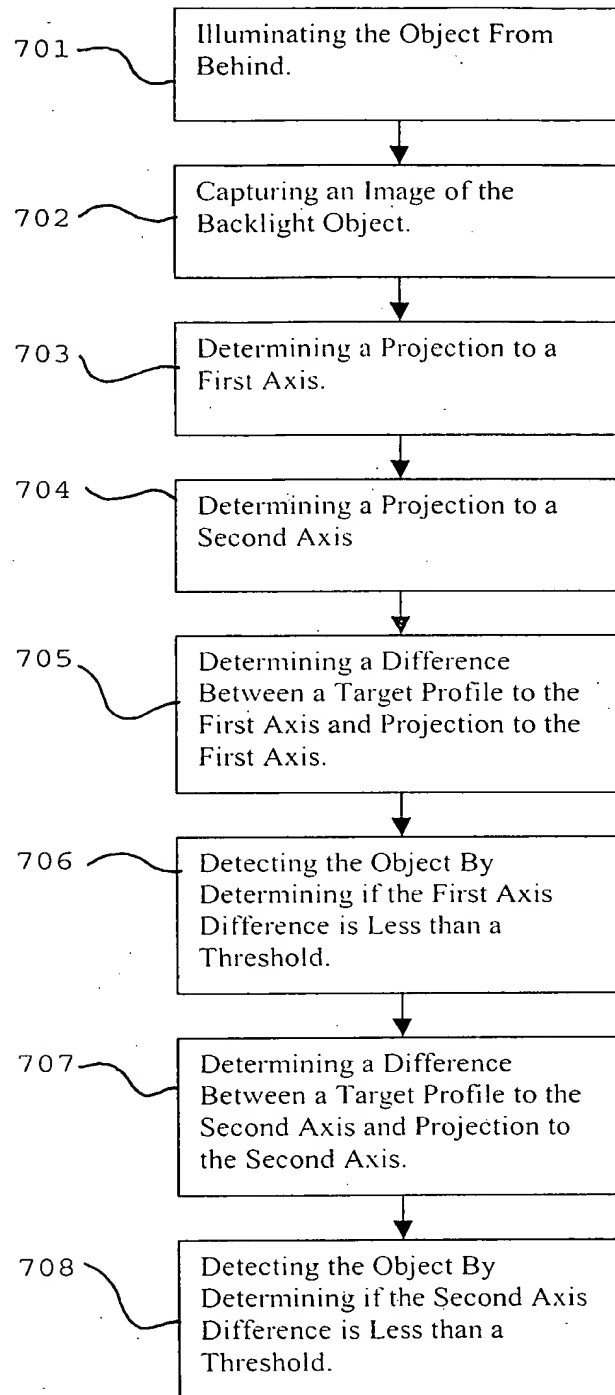 701
Illuminating the Object From
Behind.
702
Capturing an Image of the
Backlight Object.
703
Determining a Projection to a
First Axis.
704
Determining a Projection to a
Second Axis
705
Determining a Difference
Between a Target Profile to the
First Axis and Projection to the
First Axis.
706
Detecting the Object By
Determining if the First Axis
Difference is Less than a
Threshold.
707
Determining a Difference
Between a Target Profile to the
Second Axis and Projection to
the Second Axis.
708
Detecting the Object By
Determining if the Second Axis
Difference is Less than a
Threshold.